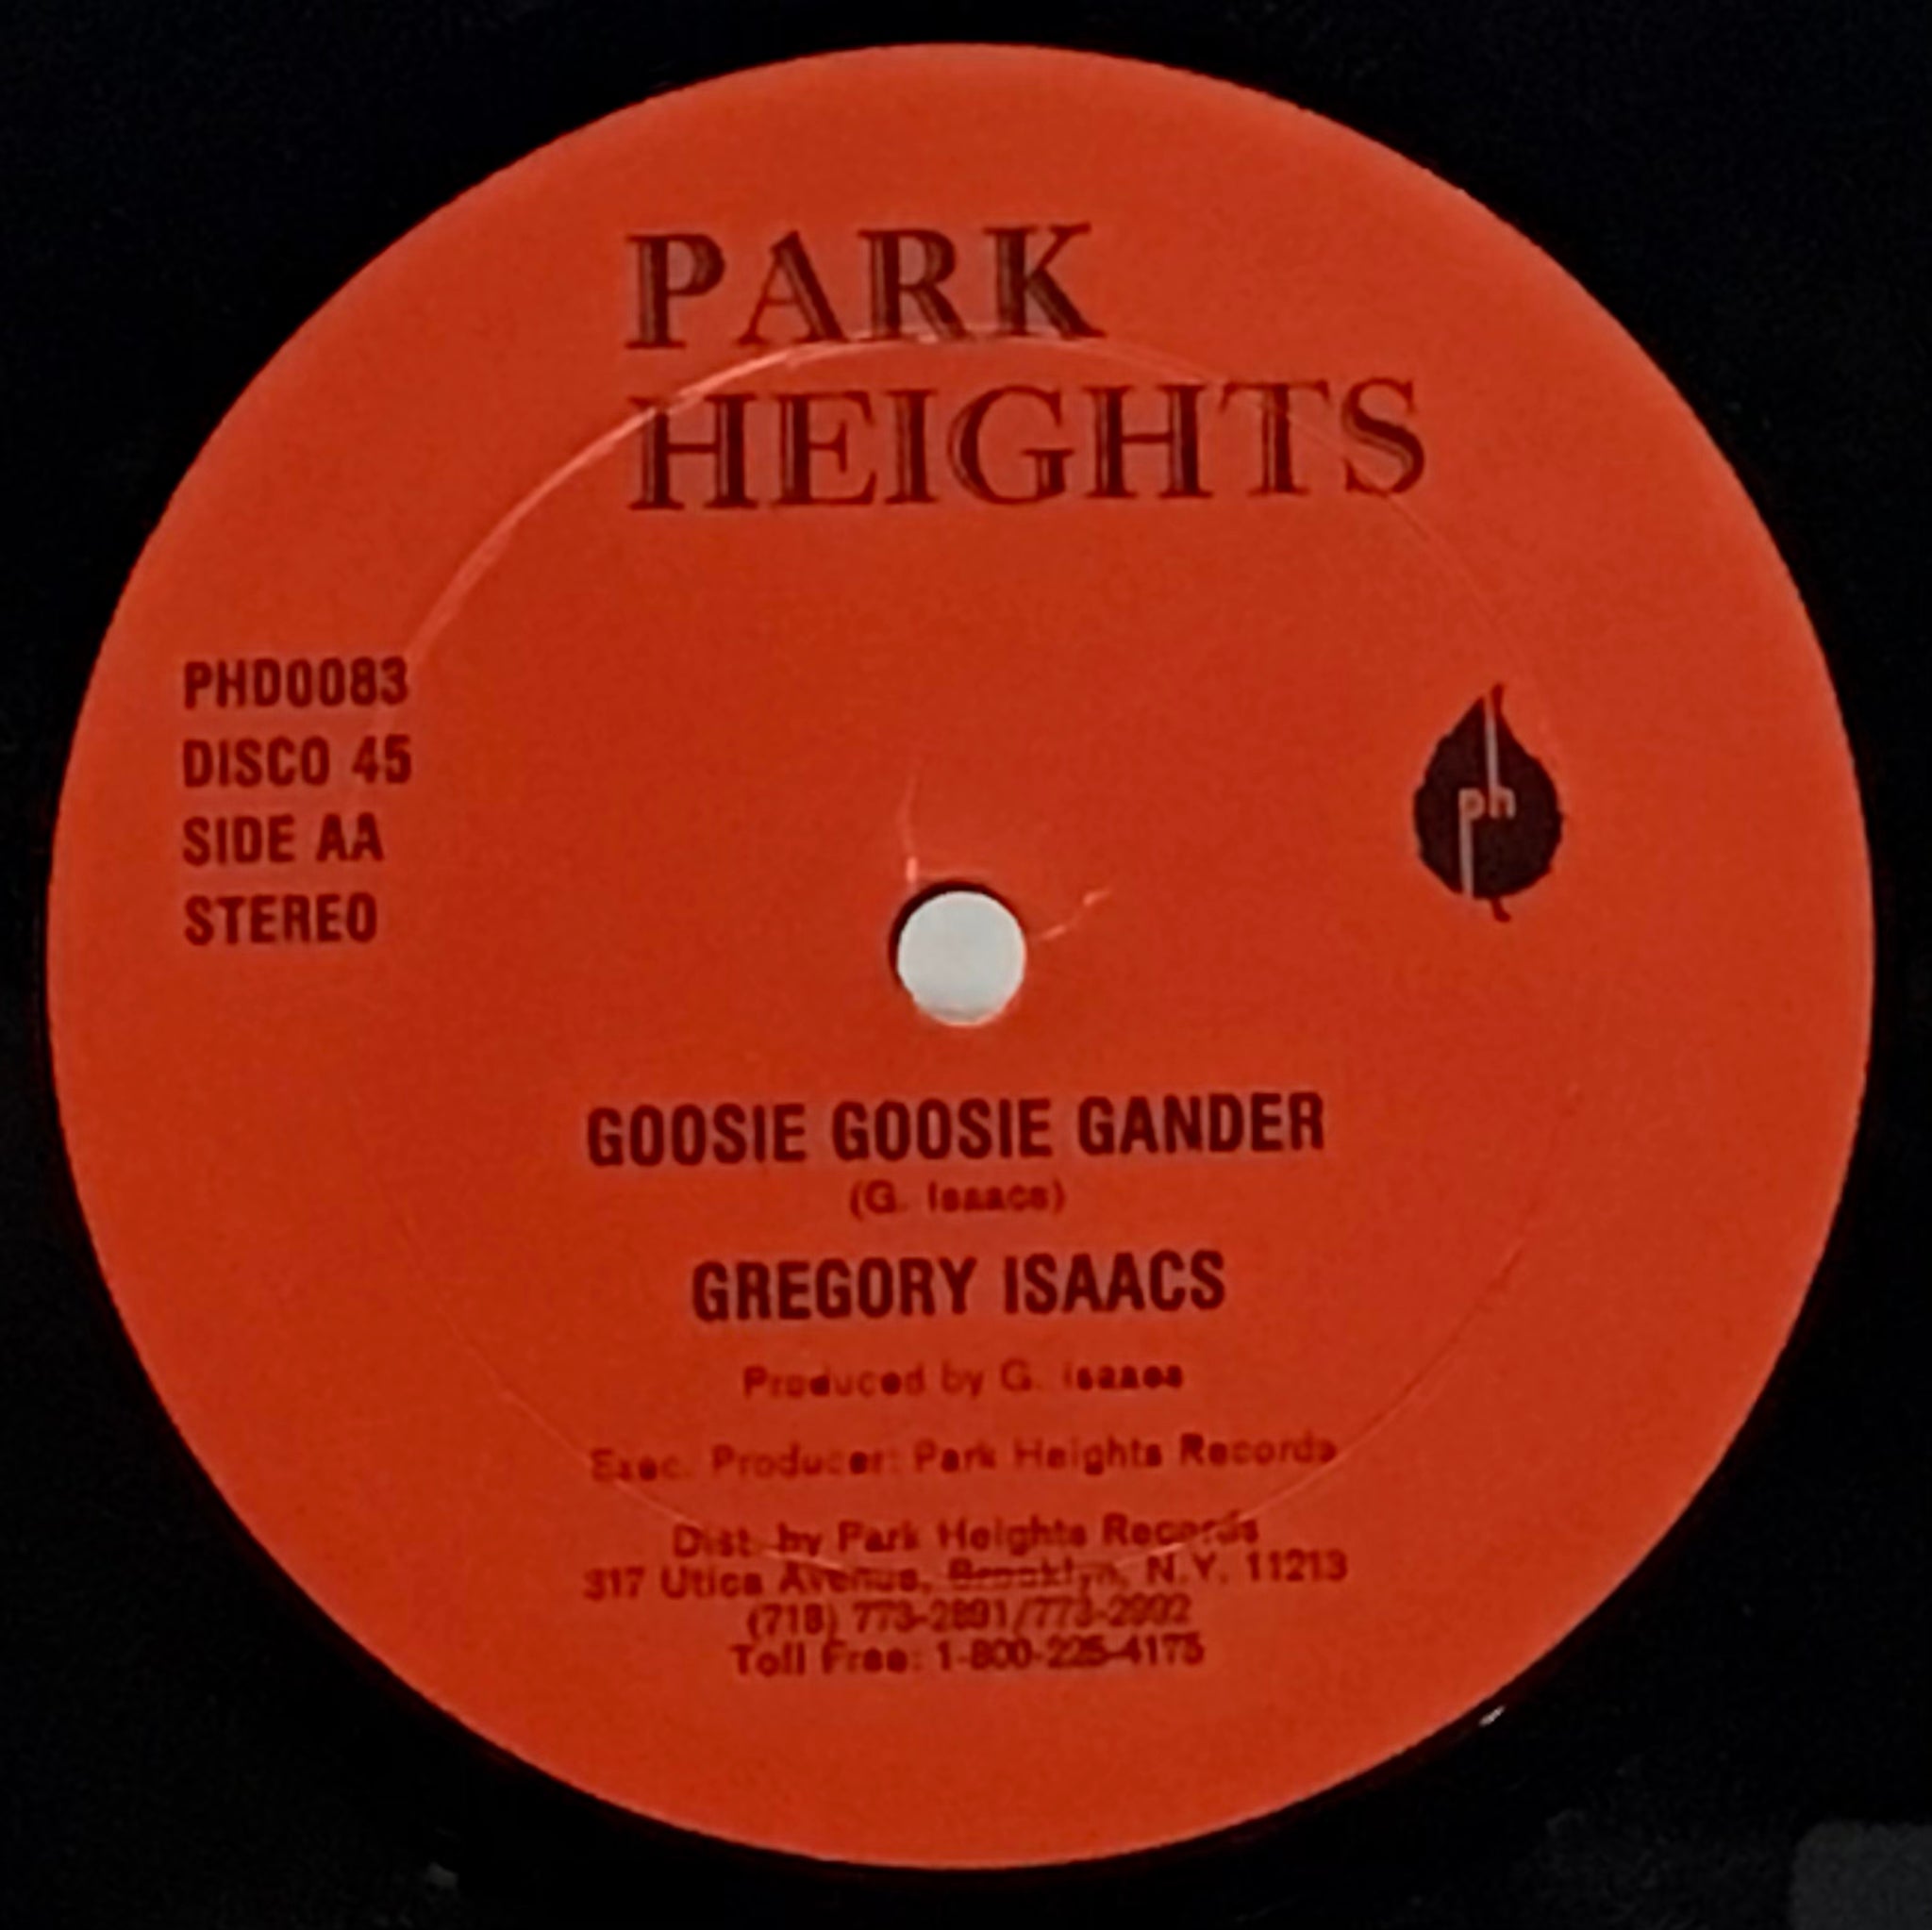 PARK
HEIGHTS
PHD0083
DISCO 45
SIDE AA
STEREO
ph
GOOSIE GOOSIE GANDER
(G. Isaacs)
GREGORY ISAACS
Produced by G. Isaacs
Exec. Producer: Park Heights Records
Dist. by Park Heights Records
317 Utica Avenue, Brooklyn, N.Y. 11213
(718) 773-2891/773-2892
Toll Free: 1-800-225-4175